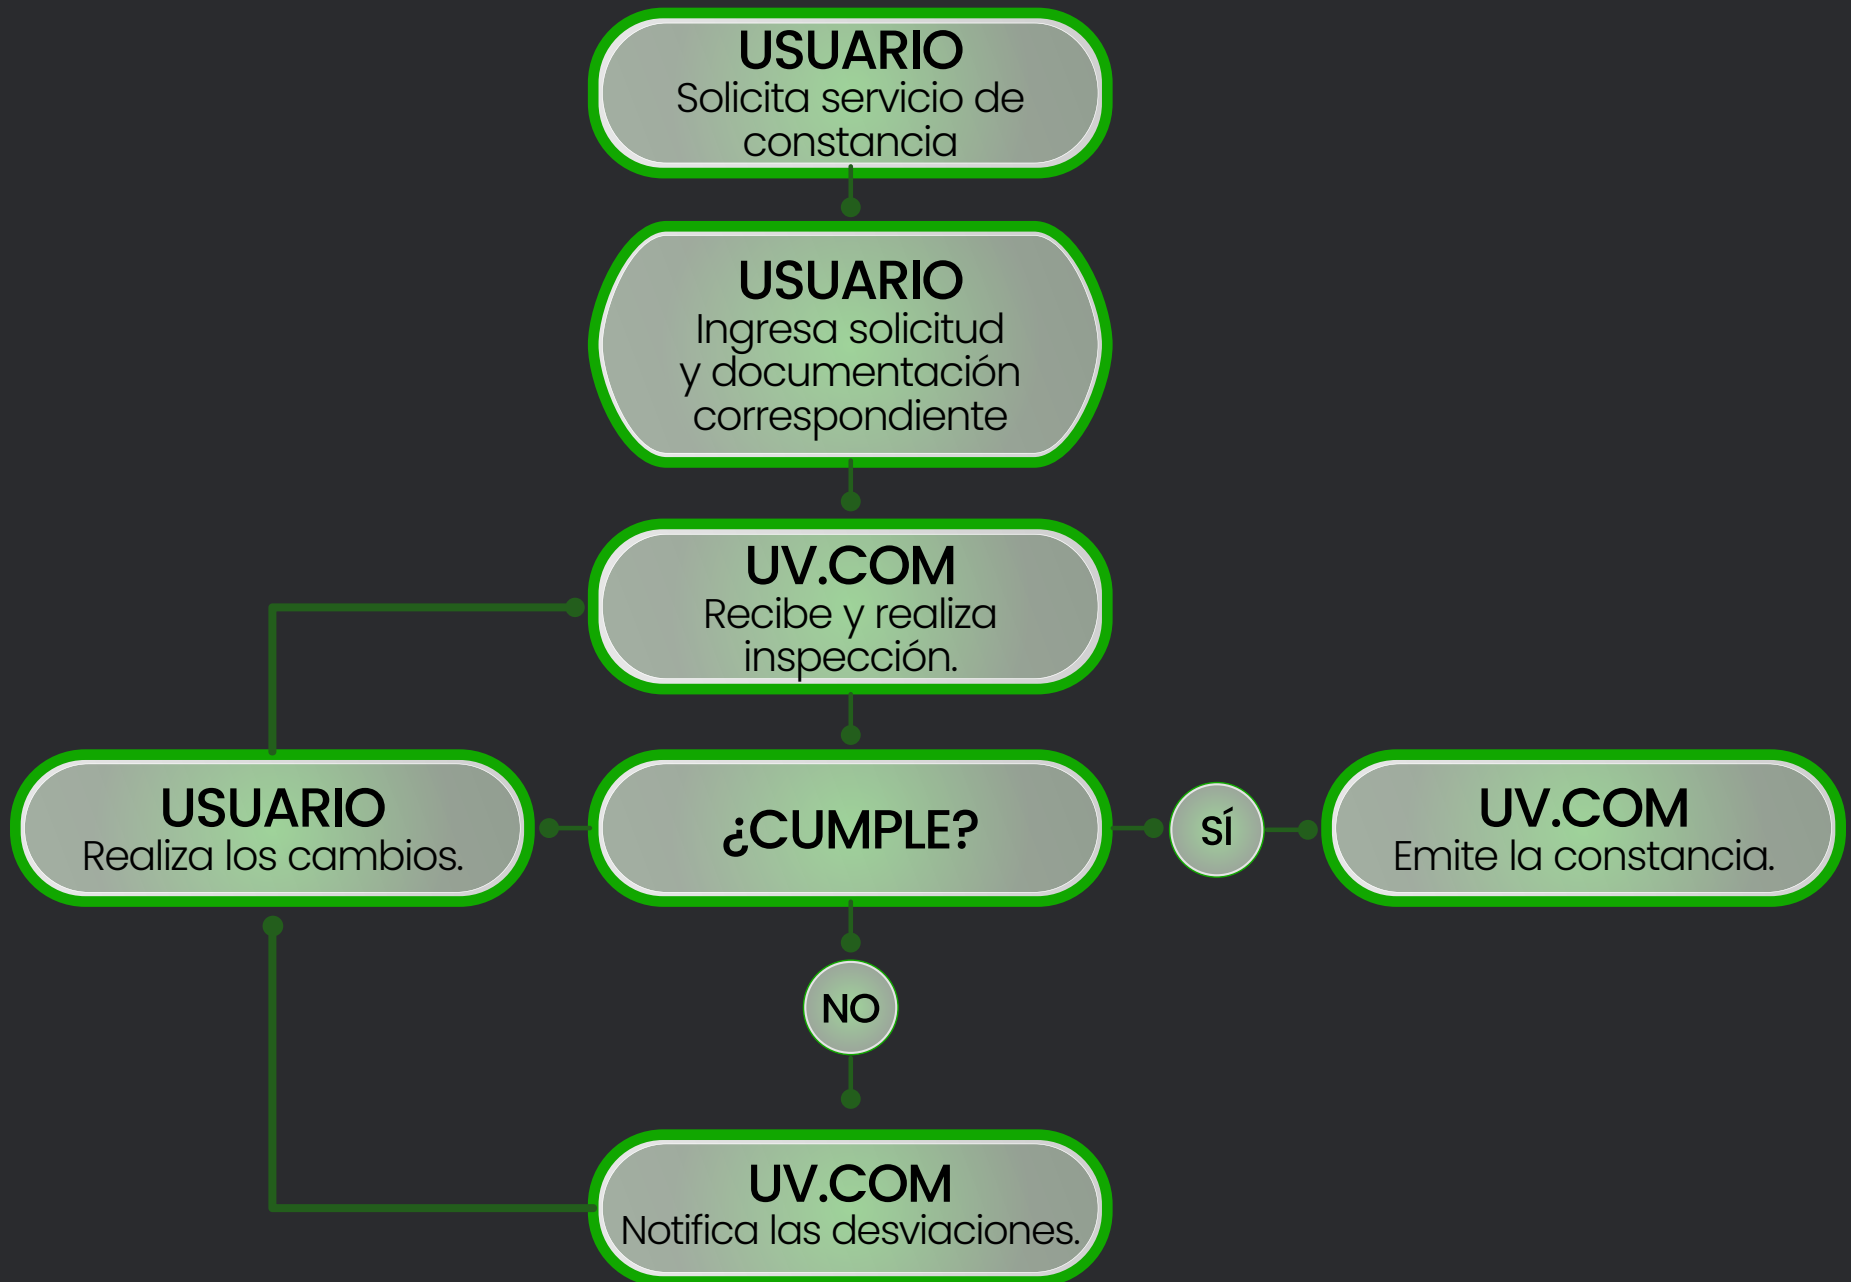 USUARIO
Solicita servicio de
constancia
USUARIO
Ingresa solicitud
y documentación
correspondiente
UV.COM
Recibe y realiza
inspección.
USUARIO
Realiza los cambios.
¿CUMPLE?
SÍ
UV.COM
Emite la constancia.
NO
UV.COM
Notifica las desviaciones.